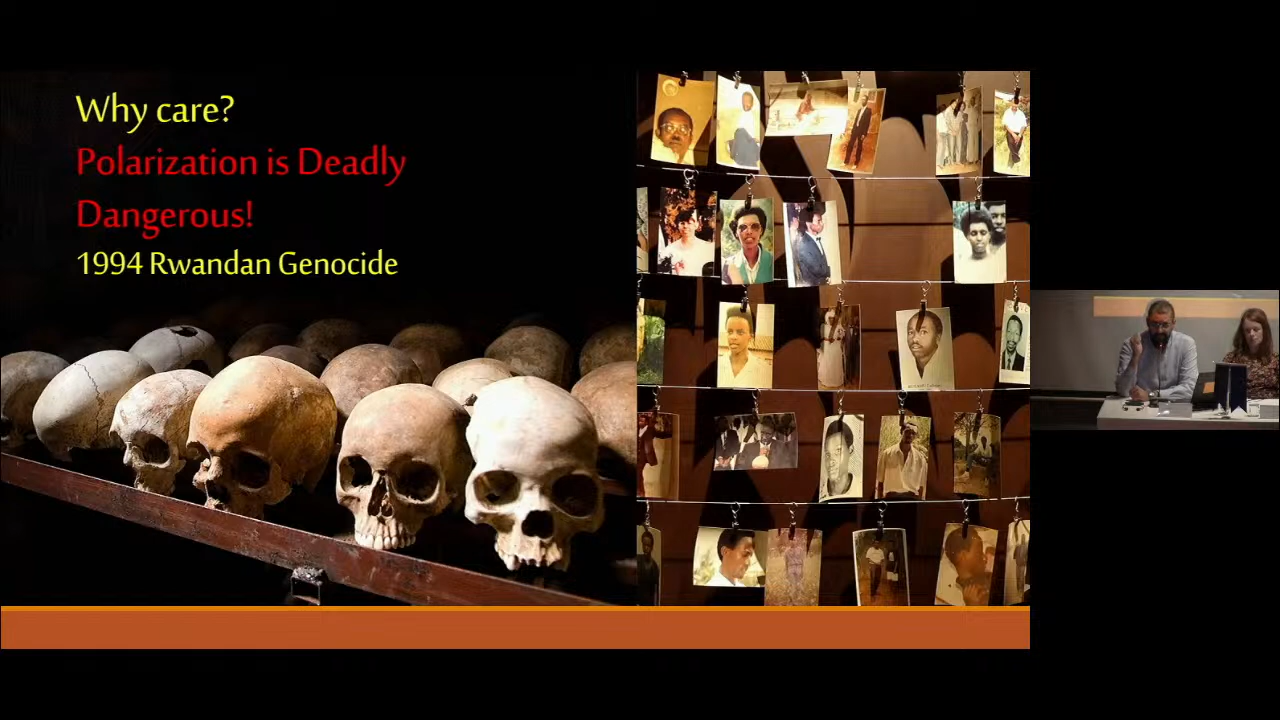 Why care?
Polarization is Deadly
Dangerous!
1994 Rwandan Genocide